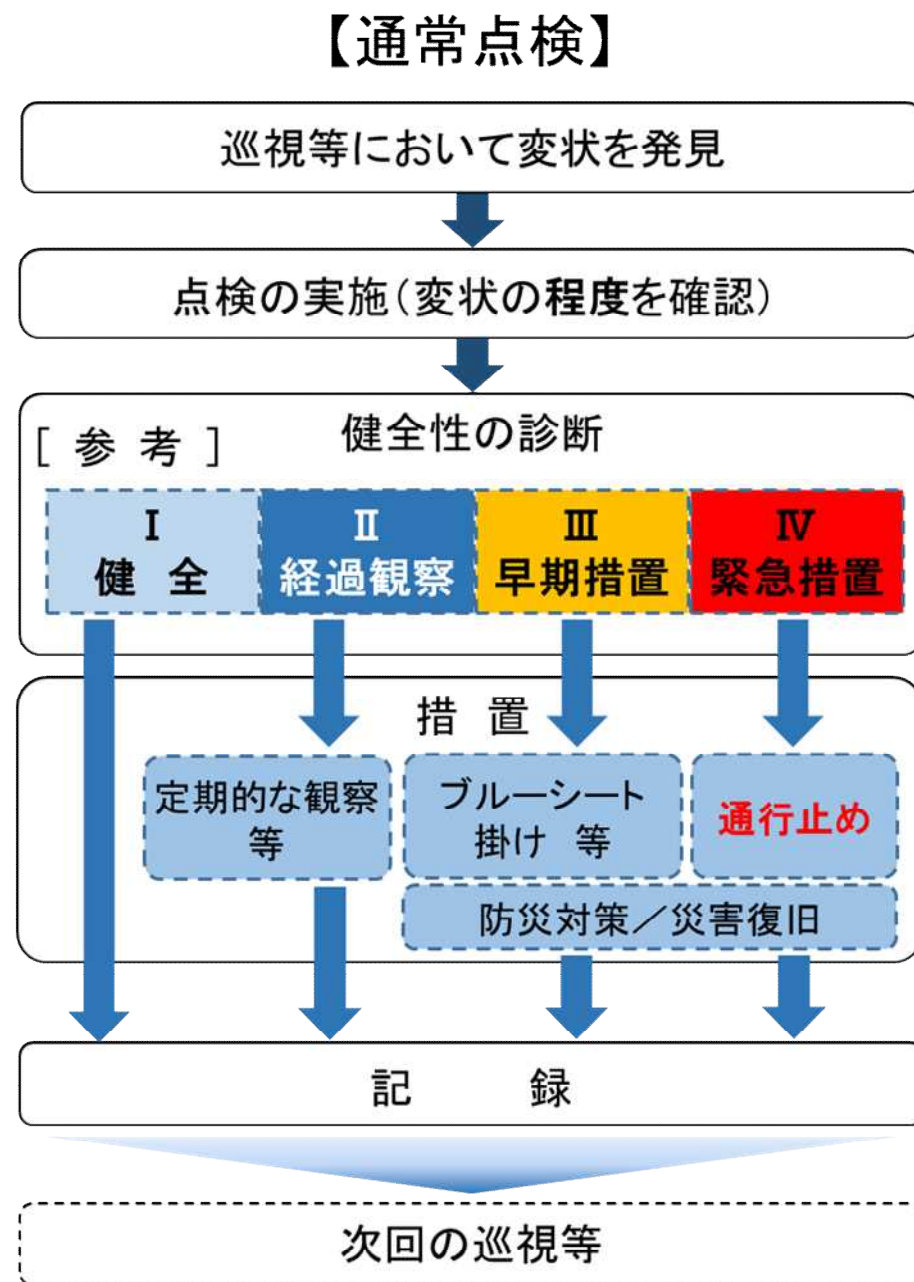 【通常点検】
巡視等において変状を発見
点検の実施(変状の程度を確認)
健全性の診断
[ 参 考 ]
Ⅰ
健 全
Ⅱ
経過観察
Ⅲ
早期措置
Ⅳ
緊急措置
措 置
定期的な観察
等
ブルーシート
掛け 等
通行止め
防災対策／災害復旧
記 録
次回の巡視等